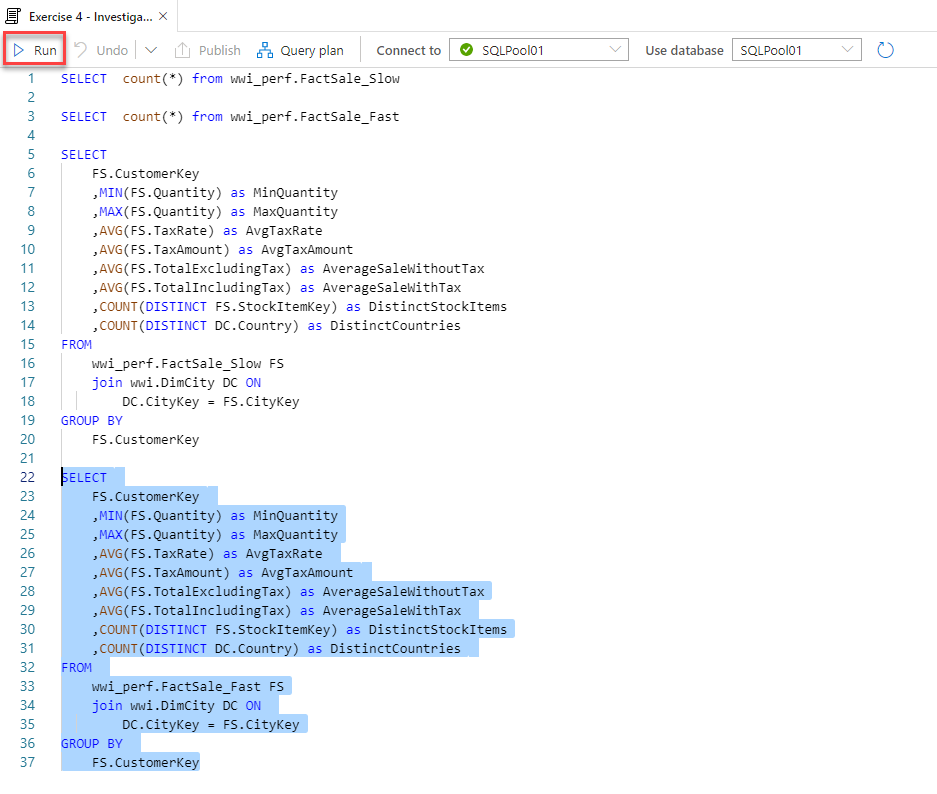 Exercise 4 - Investiga... ×
Run Undo Publish Query plan Connect to SQLPool01 Use database SQLPool01
1 SELECT  count(*) from wwi_perf.FactSale_Slow
2
3 SELECT  count(*) from wwi_perf.FactSale_Fast
4
5 SELECT
6     FS.CustomerKey
7     ,MIN(FS.Quantity) as MinQuantity
8     ,MAX(FS.Quantity) as MaxQuantity
9     ,AVG(FS.TaxRate) as AvgTaxRate
10     ,AVG(FS.TaxAmount) as AvgTaxAmount
11     ,AVG(FS.TotalExcludingTax) as AverageSaleWithoutTax
12     ,AVG(FS.TotalIncludingTax) as AverageSaleWithTax
13     ,COUNT(DISTINCT FS.StockItemKey) as DistinctStockItems
14     ,COUNT(DISTINCT DC.Country) as DistinctCountries
15 FROM
16     wwi_perf.FactSale_Slow FS
17     join wwi.DimCity DC ON
18         DC.CityKey = FS.CityKey
19 GROUP BY
20     FS.CustomerKey
21
22 SELECT
23     FS.CustomerKey
24     ,MIN(FS.Quantity) as MinQuantity
25     ,MAX(FS.Quantity) as MaxQuantity
26     ,AVG(FS.TaxRate) as AvgTaxRate
27     ,AVG(FS.TaxAmount) as AvgTaxAmount
28     ,AVG(FS.TotalExcludingTax) as AverageSaleWithoutTax
29     ,AVG(FS.TotalIncludingTax) as AverageSaleWithTax
30     ,COUNT(DISTINCT FS.StockItemKey) as DistinctStockItems
31     ,COUNT(DISTINCT DC.Country) as DistinctCountries
32 FROM
33     wwi_perf.FactSale_Fast FS
34     join wwi.DimCity DC ON
35         DC.CityKey = FS.CityKey
36 GROUP BY
37     FS.CustomerKey